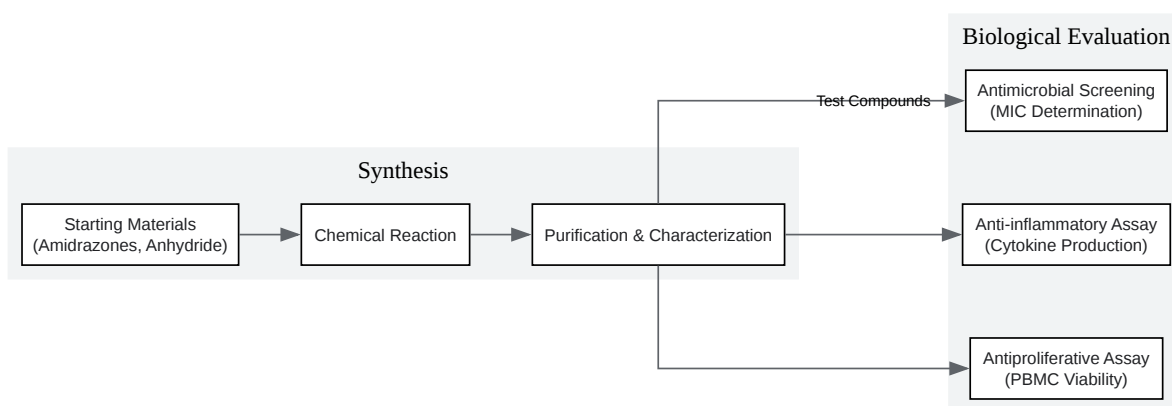 Biological Evaluation
Test Compounds
Antimicrobial Screening
(MIC Determination)
Synthesis
Starting Materials
(Amidrazones, Anhydride)
Chemical Reaction
Purification & Characterization
Anti-inflammatory Assay
(Cytokine Production)
Antiproliferative Assay
(PBMC Viability)